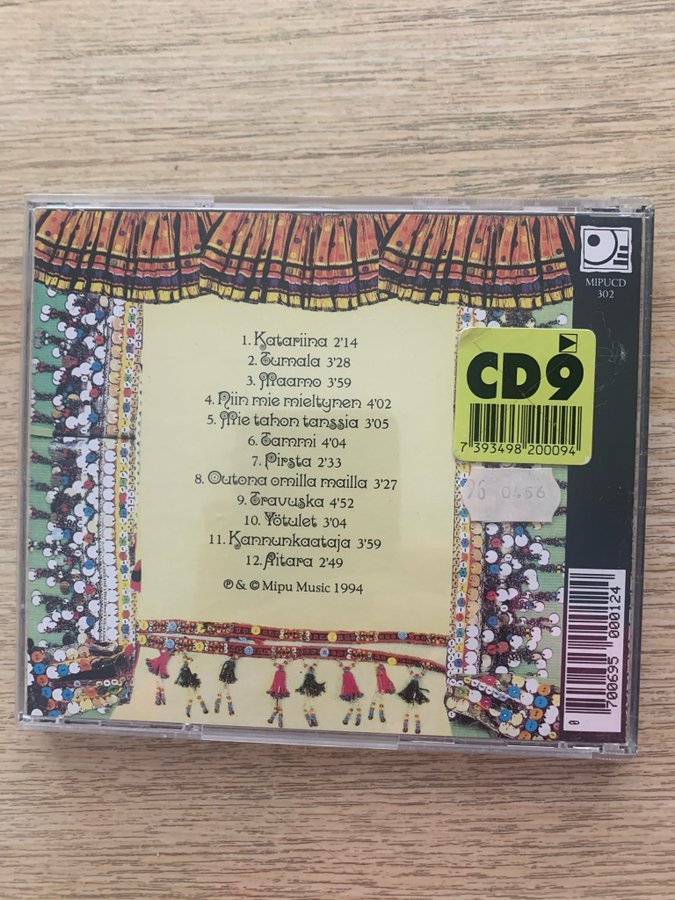 MIPUCD
302
CD9
7 393498 200094
96 0456
1. Katariina 2'14
2. Tumala 3'28
3. Maamo 3'59
4. Niin mie mieltynen 4'02
5. Mie tahon tanssia 3'05
6. Tammi 4'04
7. Pirsta 2'33
8. Outona omilla mailla 3'27
9. Travuska 4'52
10. Yötulet 3'04
11. Kannunkaataja 3'59
12. Aitara 2'49
℗ & © Mipu Music 1994
0 700695 000124